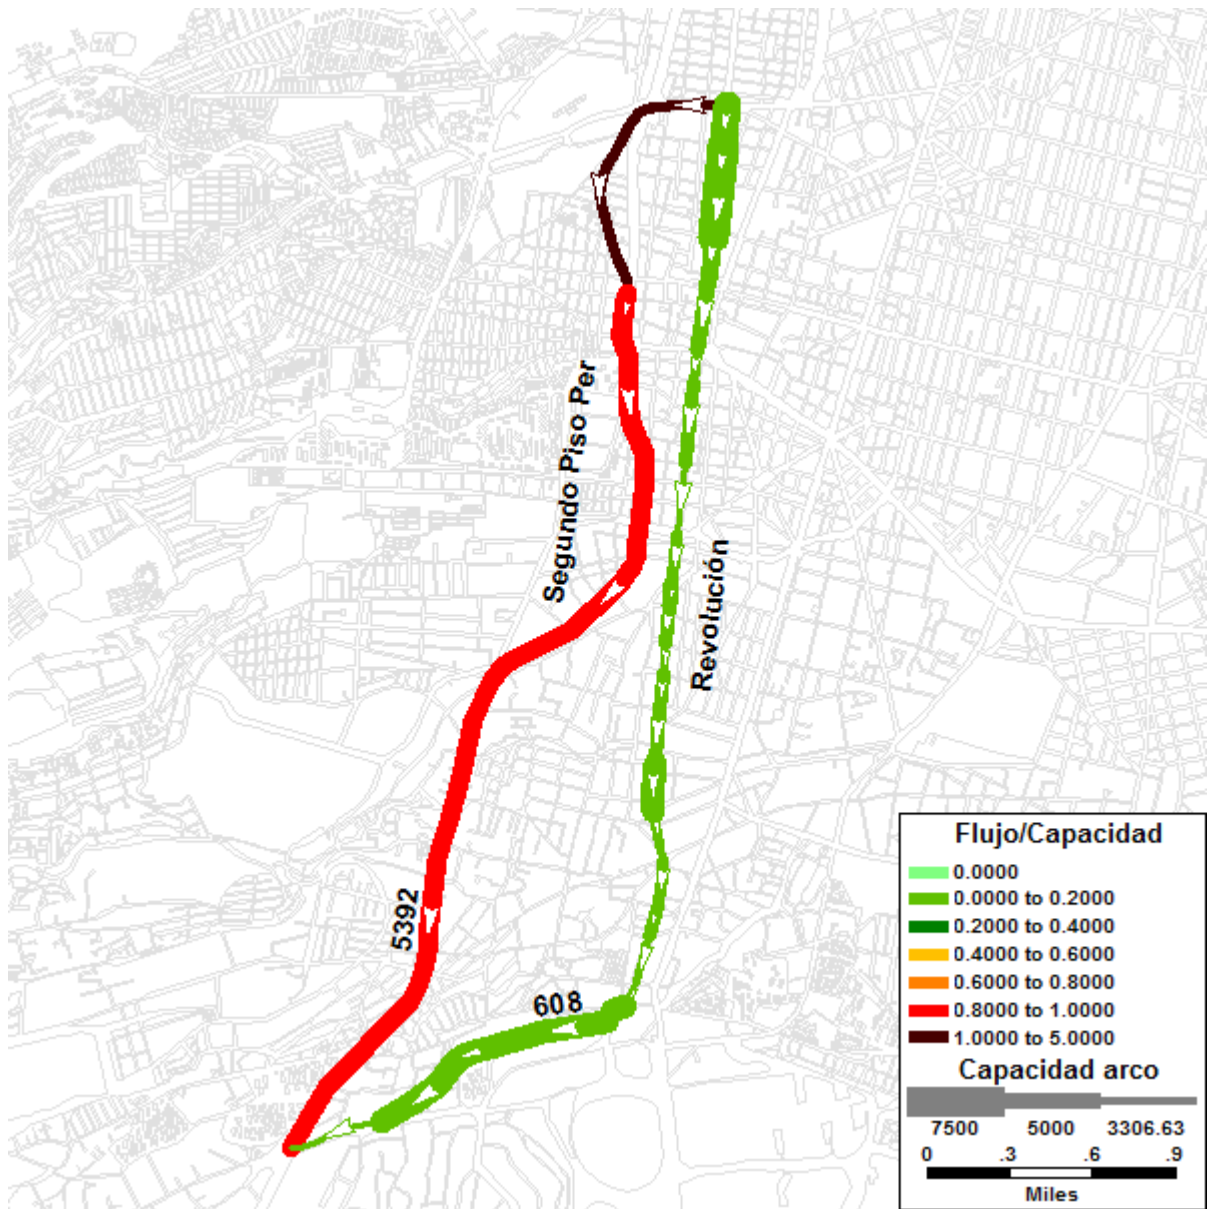 Segundo Piso Per
Revolución
5392
608
Flujo/Capacidad
0.0000
0.0000 to 0.2000
0.2000 to 0.4000
0.4000 to 0.6000
0.6000 to 0.8000
0.8000 to 1.0000
1.0000 to 5.0000
Capacidad arco
7500 5000 3306.63
0 .3 .6 .9
Miles